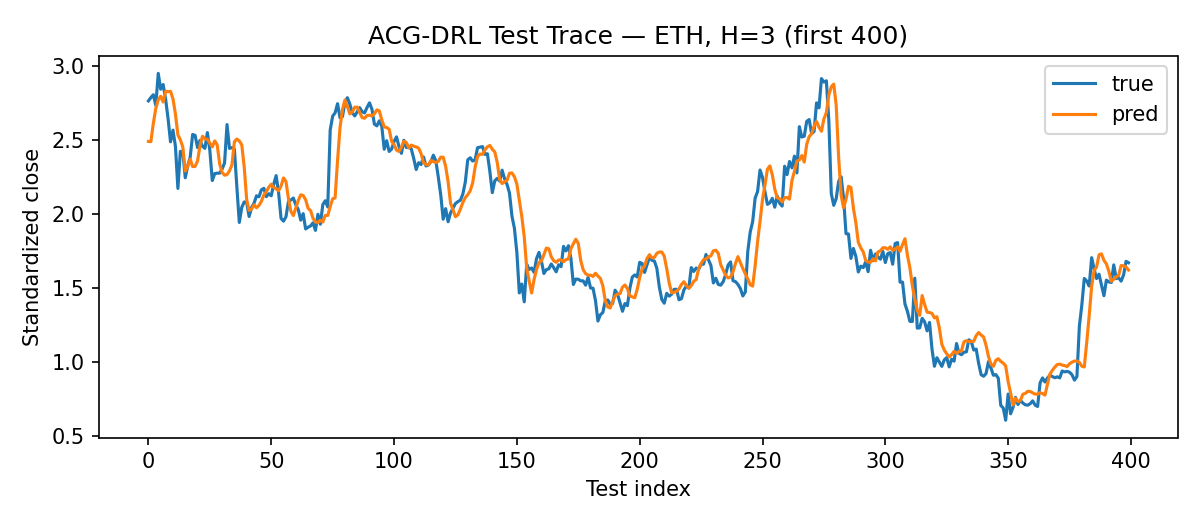 ACG-DRL Test Trace — ETH, H=3 (first 400)
true
pred
Standardized close
3.0
2.5
2.0
1.5
1.0
0.5
0 50 100 150 200 250 300 350 400
Test index